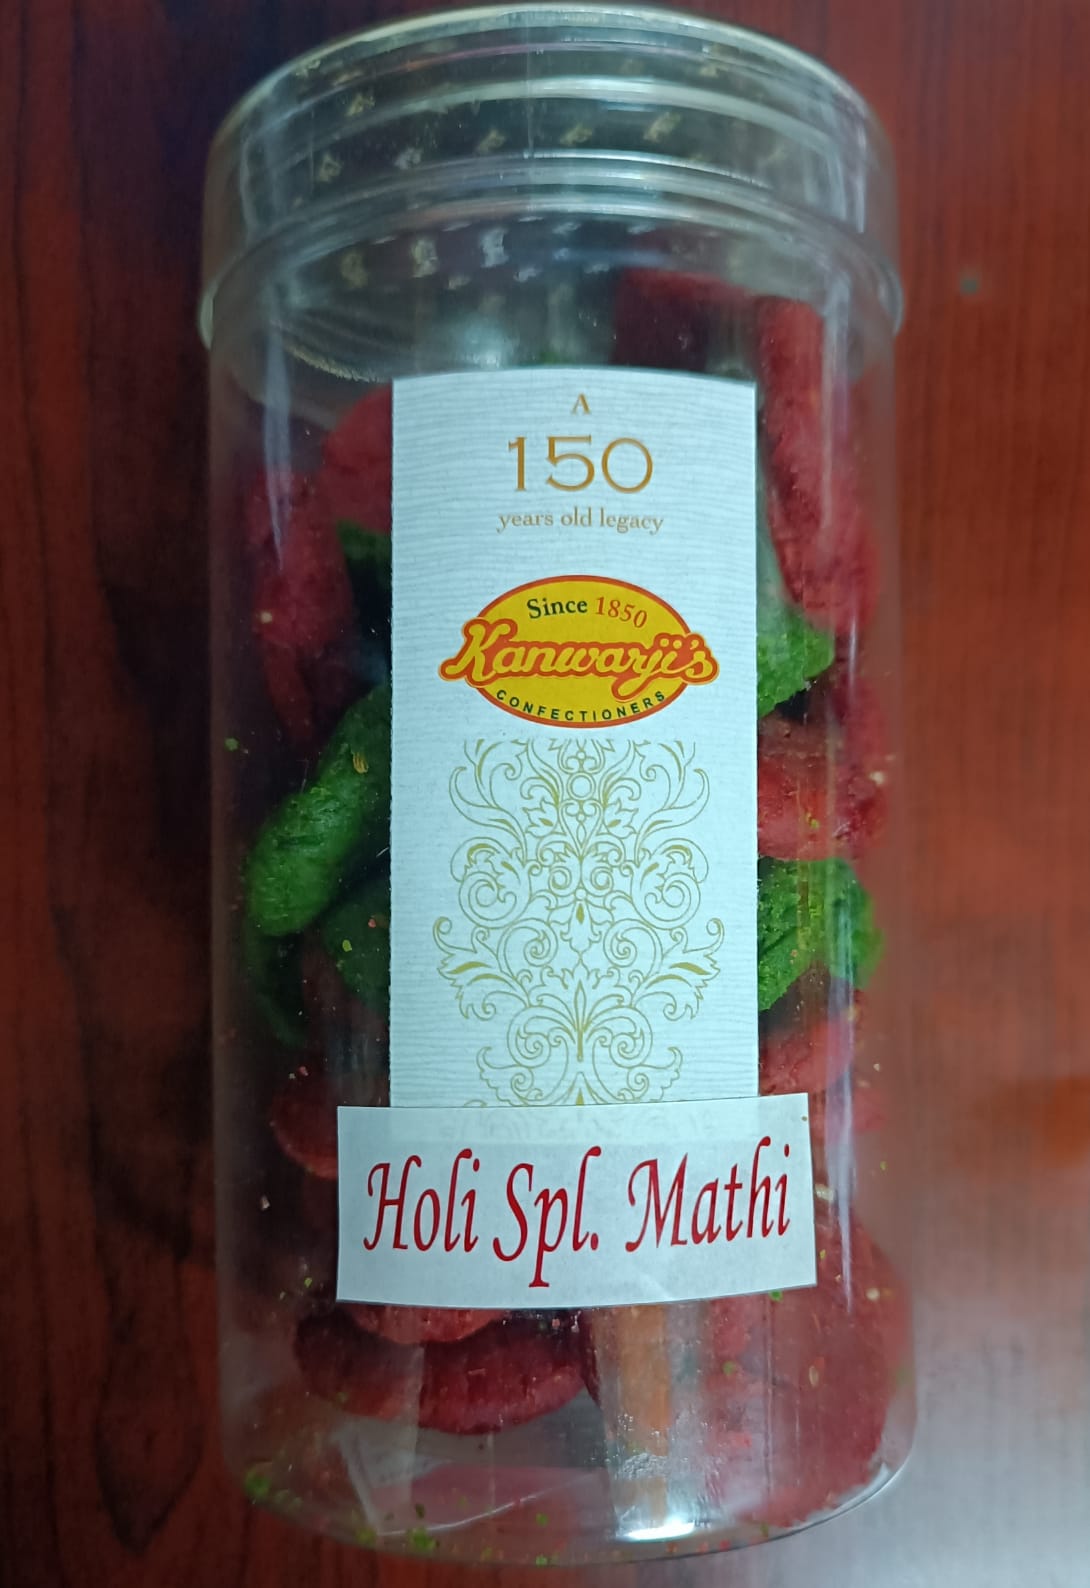 A
150
years old legacy
Since 1850
Kanwarji's
CONFECTIONERS
Holi Spl. Mathi